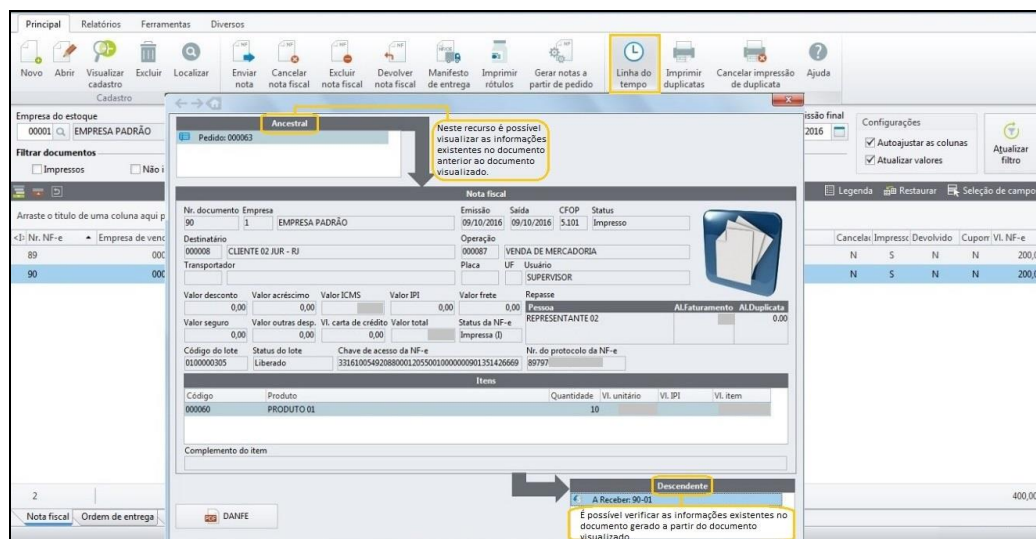 Principal Relatórios Ferramentas Diversos
Novo Abrir Visualizar cadastro Excluir Localizar Enviar nota Cancelar nota fiscal Excluir nota fiscal Devolver nota fiscal Manifesto de entrega Imprimir rótulos Gerar notas a partir de pedido Linha do tempo Imprimir duplicatas Cancelar impressão de duplicata Ajuda
Cadastro
Empresa do estoque
00001 EMPRESA PADRÃO
issão final
2016
Configurações
Autoajustar as colunas
Atualizar valores
Atualizar filtro
Filtrar documentos
Impressos Não i
Legenda Restaurar Seleção de campo
Arraste o titulo de uma coluna aqui p
Nr. NF-e Empresa de venc
Cancelac Impressc Devolvido Cupom Vl. NF-e
89 000 N S N N 200,0
90 000 N S N N 200,0
Ancestral
Pedido: 000063
Neste recurso é possível
visualizar as informações
existentes no documento
anterior ao documento
visualizado.
Nota fiscal
Nr. documento Empresa Emissão Saída CFOP Status
90 1 EMPRESA PADRÃO 09/10/2016 09/10/2016 5.101 Impresso
Destinatário Operação
000008 CLIENTE 02 JUR - RJ 000087 VENDA DE MERCADORIA
Transportador Placa UF Usuário
SUPERVISOR
Valor desconto Valor acréscimo Valor ICMS Valor IPI Valor frete Repasse
0,00 0,00 0,00 0,00 Pessoa Al.Faturamento Al.Duplicata
REPRESENTANTE 02 0.00
Valor seguro Valor outras desp. Vl. carta de crédito Valor total Status da NF-e
0,00 0,00 0,00 Impressa (I)
Código do lote Status do lote Chave de acesso da NF-e Nr. do protocolo da NF-e
0100000305 Liberado 89797
Itens
Código Produto Quantidade Vl. unitário Vl. IPI Vl. item
000060 PRODUTO 01 10
Complemento do item
Descendente
A Receber: 90-01
É possível verificar as informações existentes no
documento gerado a partir do documento
visualizado
DANFE
2 400,00
Nota fiscal Ordem de entrega